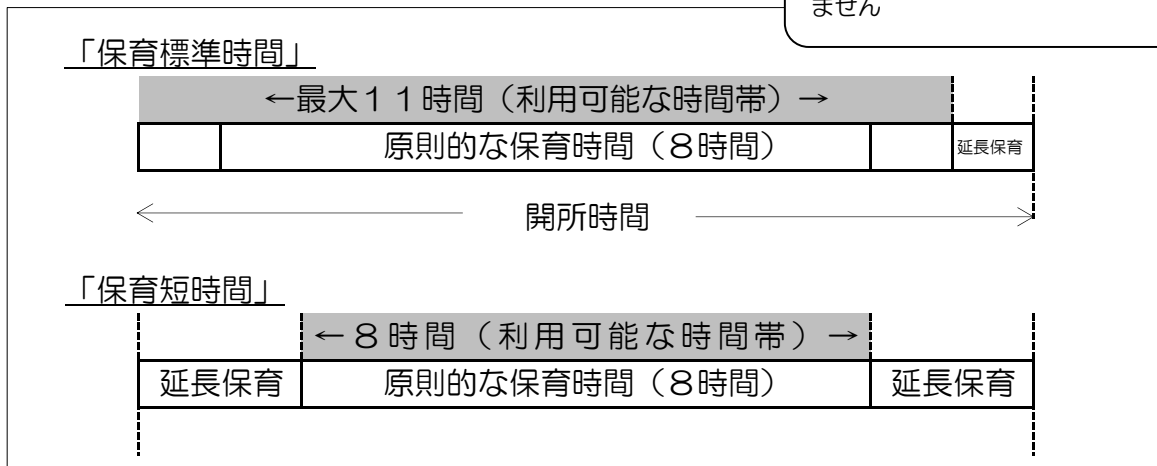 ません
「保育標準時間」
←最大11時間(利用可能な時間帯)→
原則的な保育時間(8時間)
延長保育
開所時間
「保育短時間」
←8時間(利用可能な時間帯)→
延長保育 原則的な保育時間(8時間) 延長保育